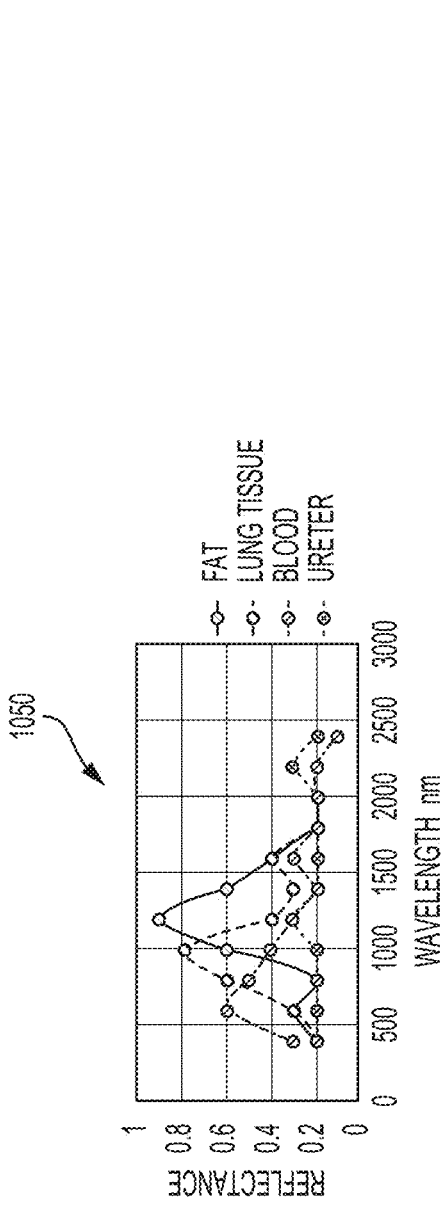 1050
REFLECTANCE
1
0.8
0.6
0.4
0.2
0
0 500 1000 1500 2000 2500 3000
WAVELENGTH nm
FAT
LUNG TISSUE
BLOOD
URETER